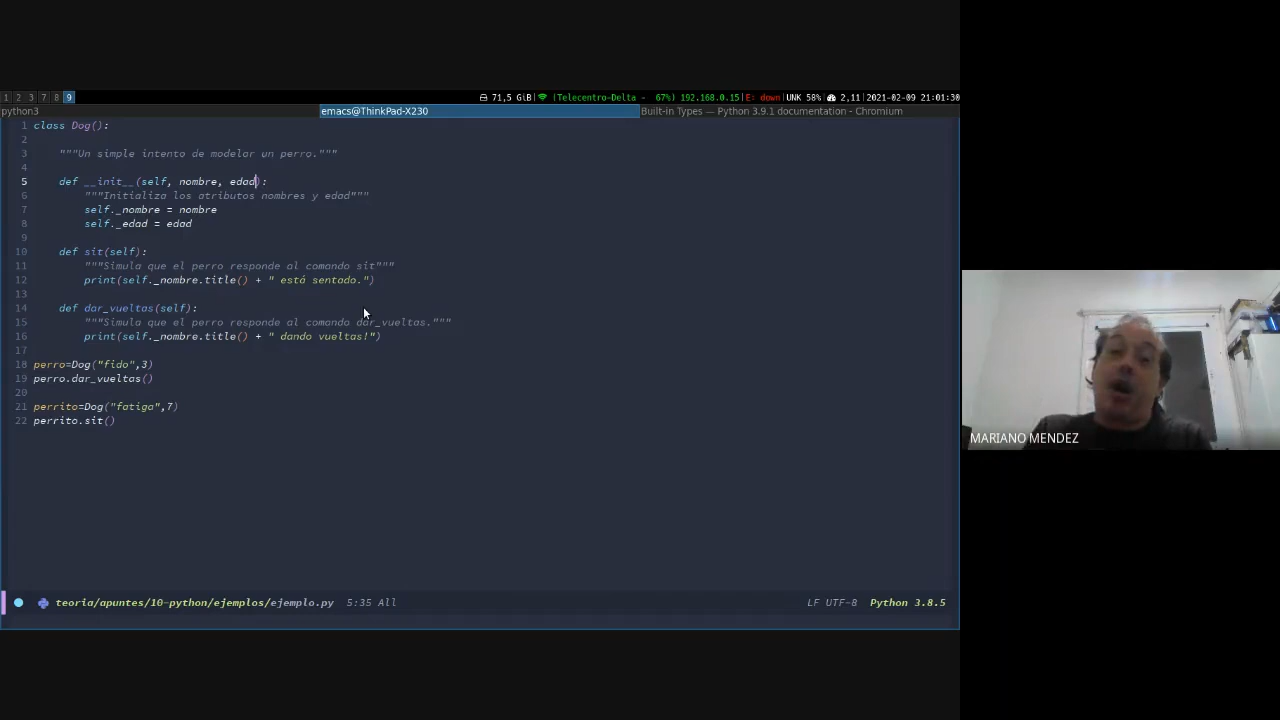 1 2 3 7 8 9 71,5 GiB| |Telecentro-Delta - 67%) 192.168.0.15|E: down|UNK 58%| 2,11|2021-02-09 21:01:30
python3 emacs@ThinkPad-X230 Built-in Types — Python 3.9.1 documentation - Chromium
1 class Dog():
2
3 """Un simple intento de modelar un perro."""
4
5 def __init__(self, nombre, edad):
6 """Initializa los atributos nombres y edad"""
7 self._nombre = nombre
8 self._edad = edad
9
10 def sit(self):
11 """Simula que el perro responde al comando sit"""
12 print(self._nombre.title() + " está sentado.")
13
14 def dar_vueltas(self):
15 """Simula que el perro responde al comando dar_vueltas."""
16 print(self._nombre.title() + " dando vueltas!")
17
18 perro=Dog("fido",3)
19 perro.dar_vueltas()
20
21 perrito=Dog("fatiga",7)
22 perrito.sit()
MARIANO MENDEZ
teoria/apuntes/10-python/ejemplos/ejemplo.py 5:35 All LF UTF-8 Python 3.8.5